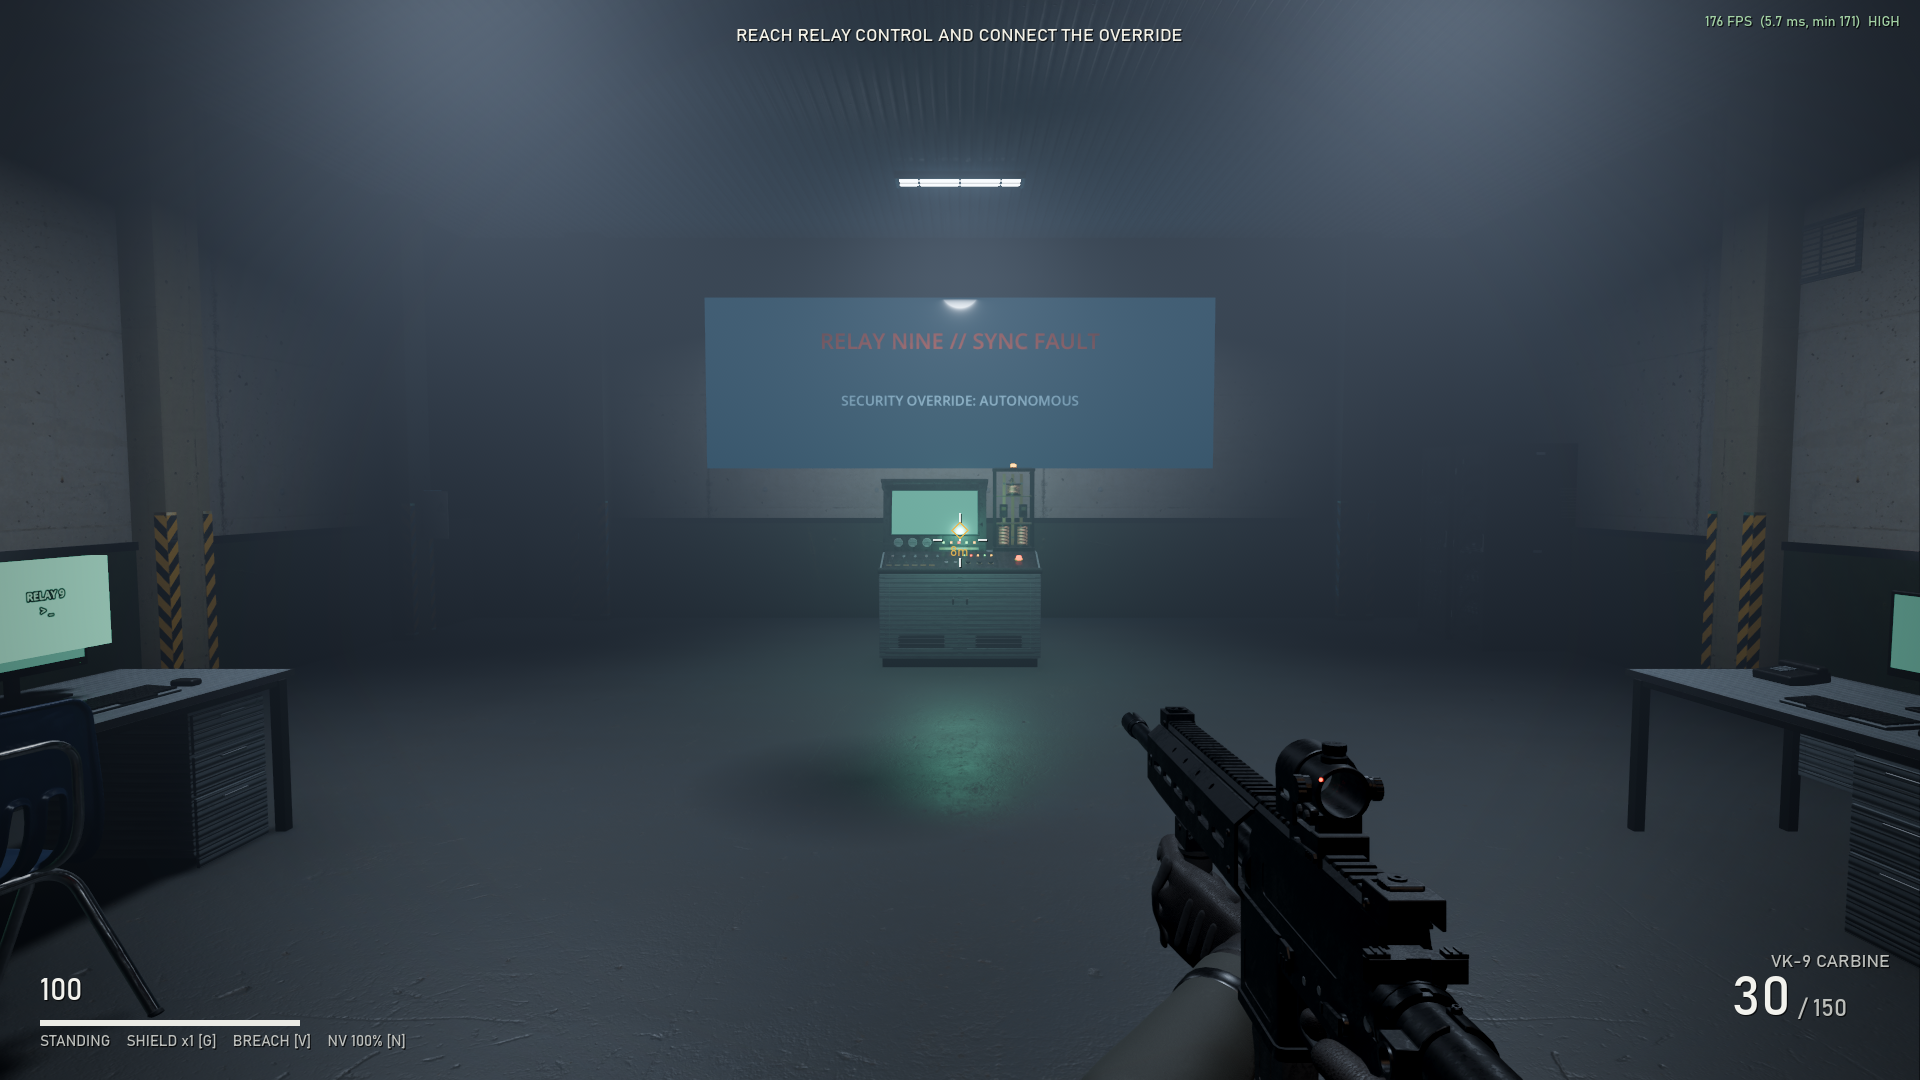 REACH RELAY CONTROL AND CONNECT THE OVERRIDE
176 FPS (5.7 ms, min 171) HIGH
RELAY NINE // SYNC FAULT
SECURITY OVERRIDE: AUTONOMOUS
8m
RELAY 9
>_
VK-9 CARBINE
100
30 / 150
STANDING SHIELD x1 [G] BREACH [V] NV 100% [N]